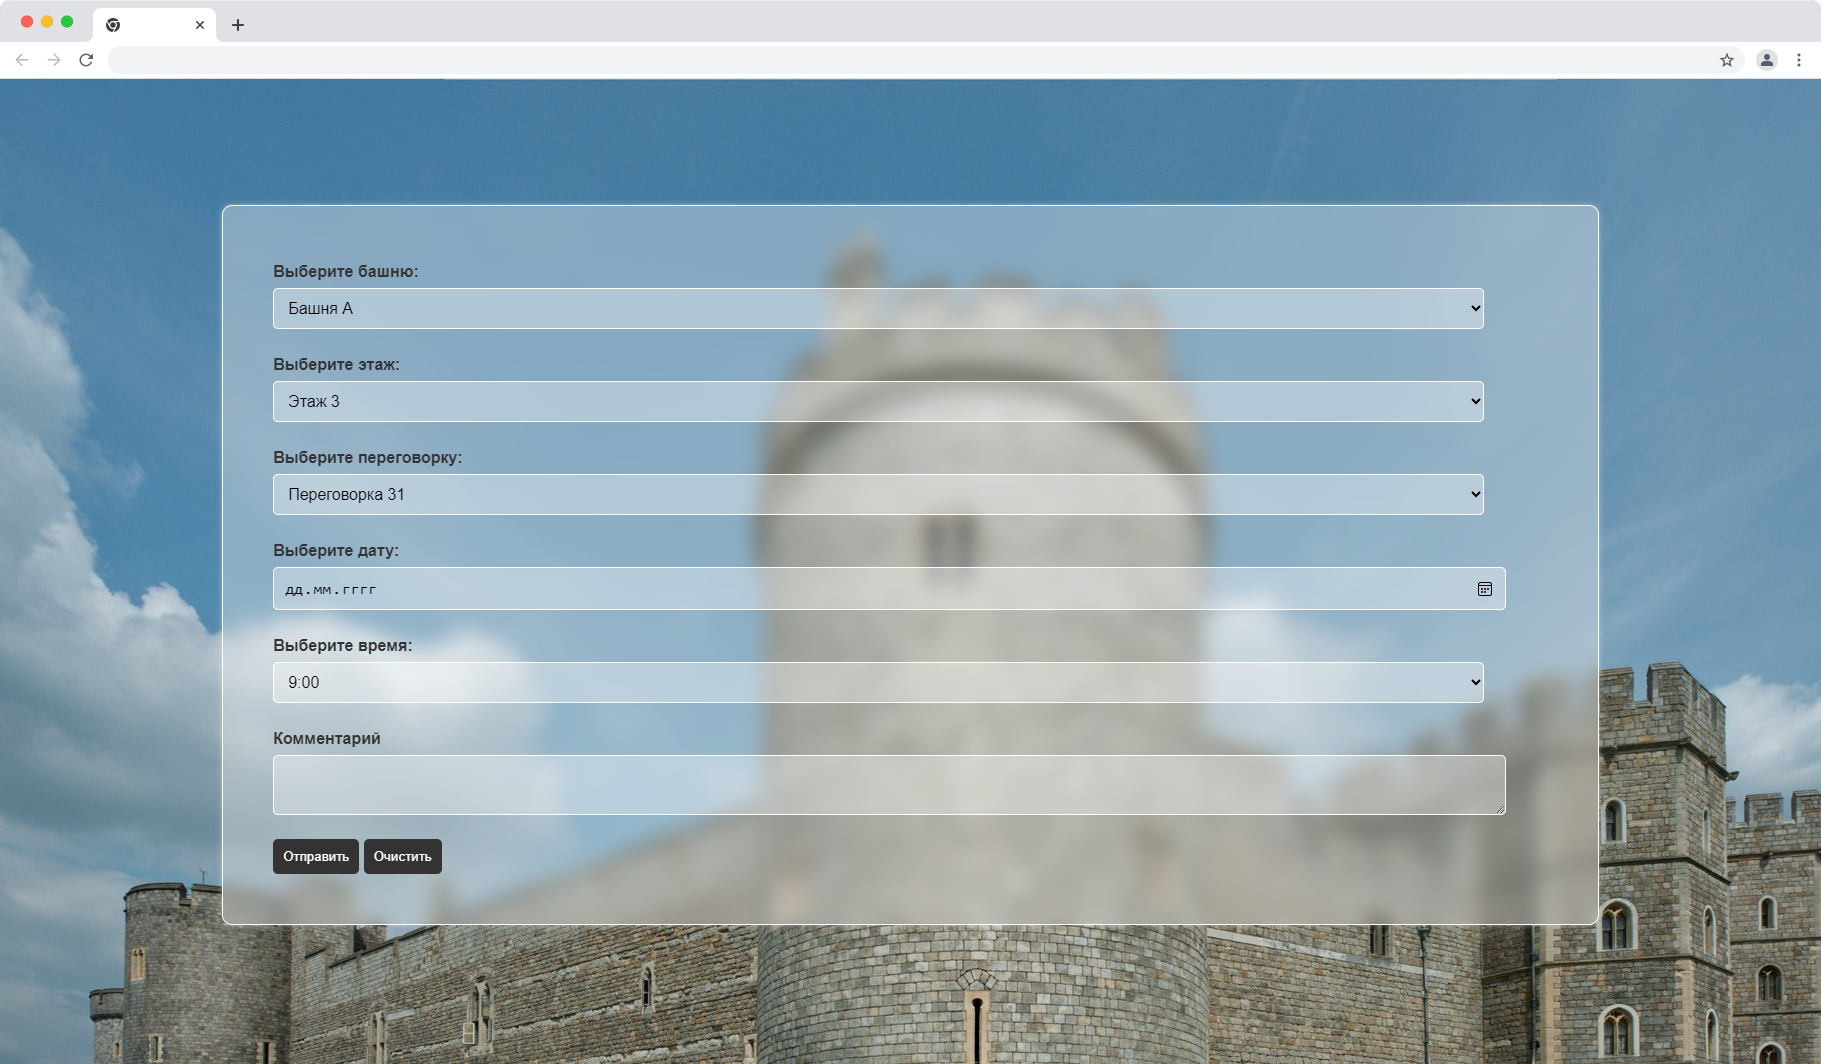 Выберите башню:
Башня А
Выберите этаж:
Этаж 3
Выберите переговорку:
Переговорка 31
Выберите дату:
дд.мм.гггг
Выберите время:
9:00
Комментарий
Отправить Очистить